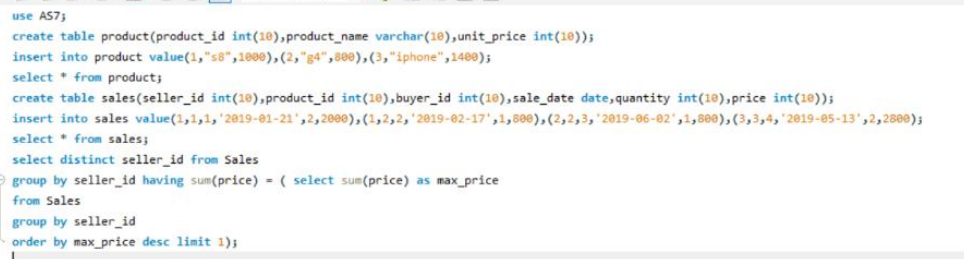 use AS7;
create table product(product_id int(10),product_name varchar(10),unit_price int(10));
insert into product value(1,"s8",1000),(2,"g4",800),(3,"iphone",1400);
select * from product;
create table sales(seller_id int(10),product_id int(10),buyer_id int(10),sale_date date,quantity int(10),price int(10));
insert into sales value(1,1,1,'2019-01-21',2,2000),(1,2,2,'2019-02-17',1,800),(2,2,3,'2019-06-02',1,800),(3,3,4,'2019-05-13',2,2800);
select * from sales;
select distinct seller_id from Sales
group by seller_id having sum(price) = ( select sum(price) as max_price
from Sales
group by seller_id
order by max_price desc limit 1);